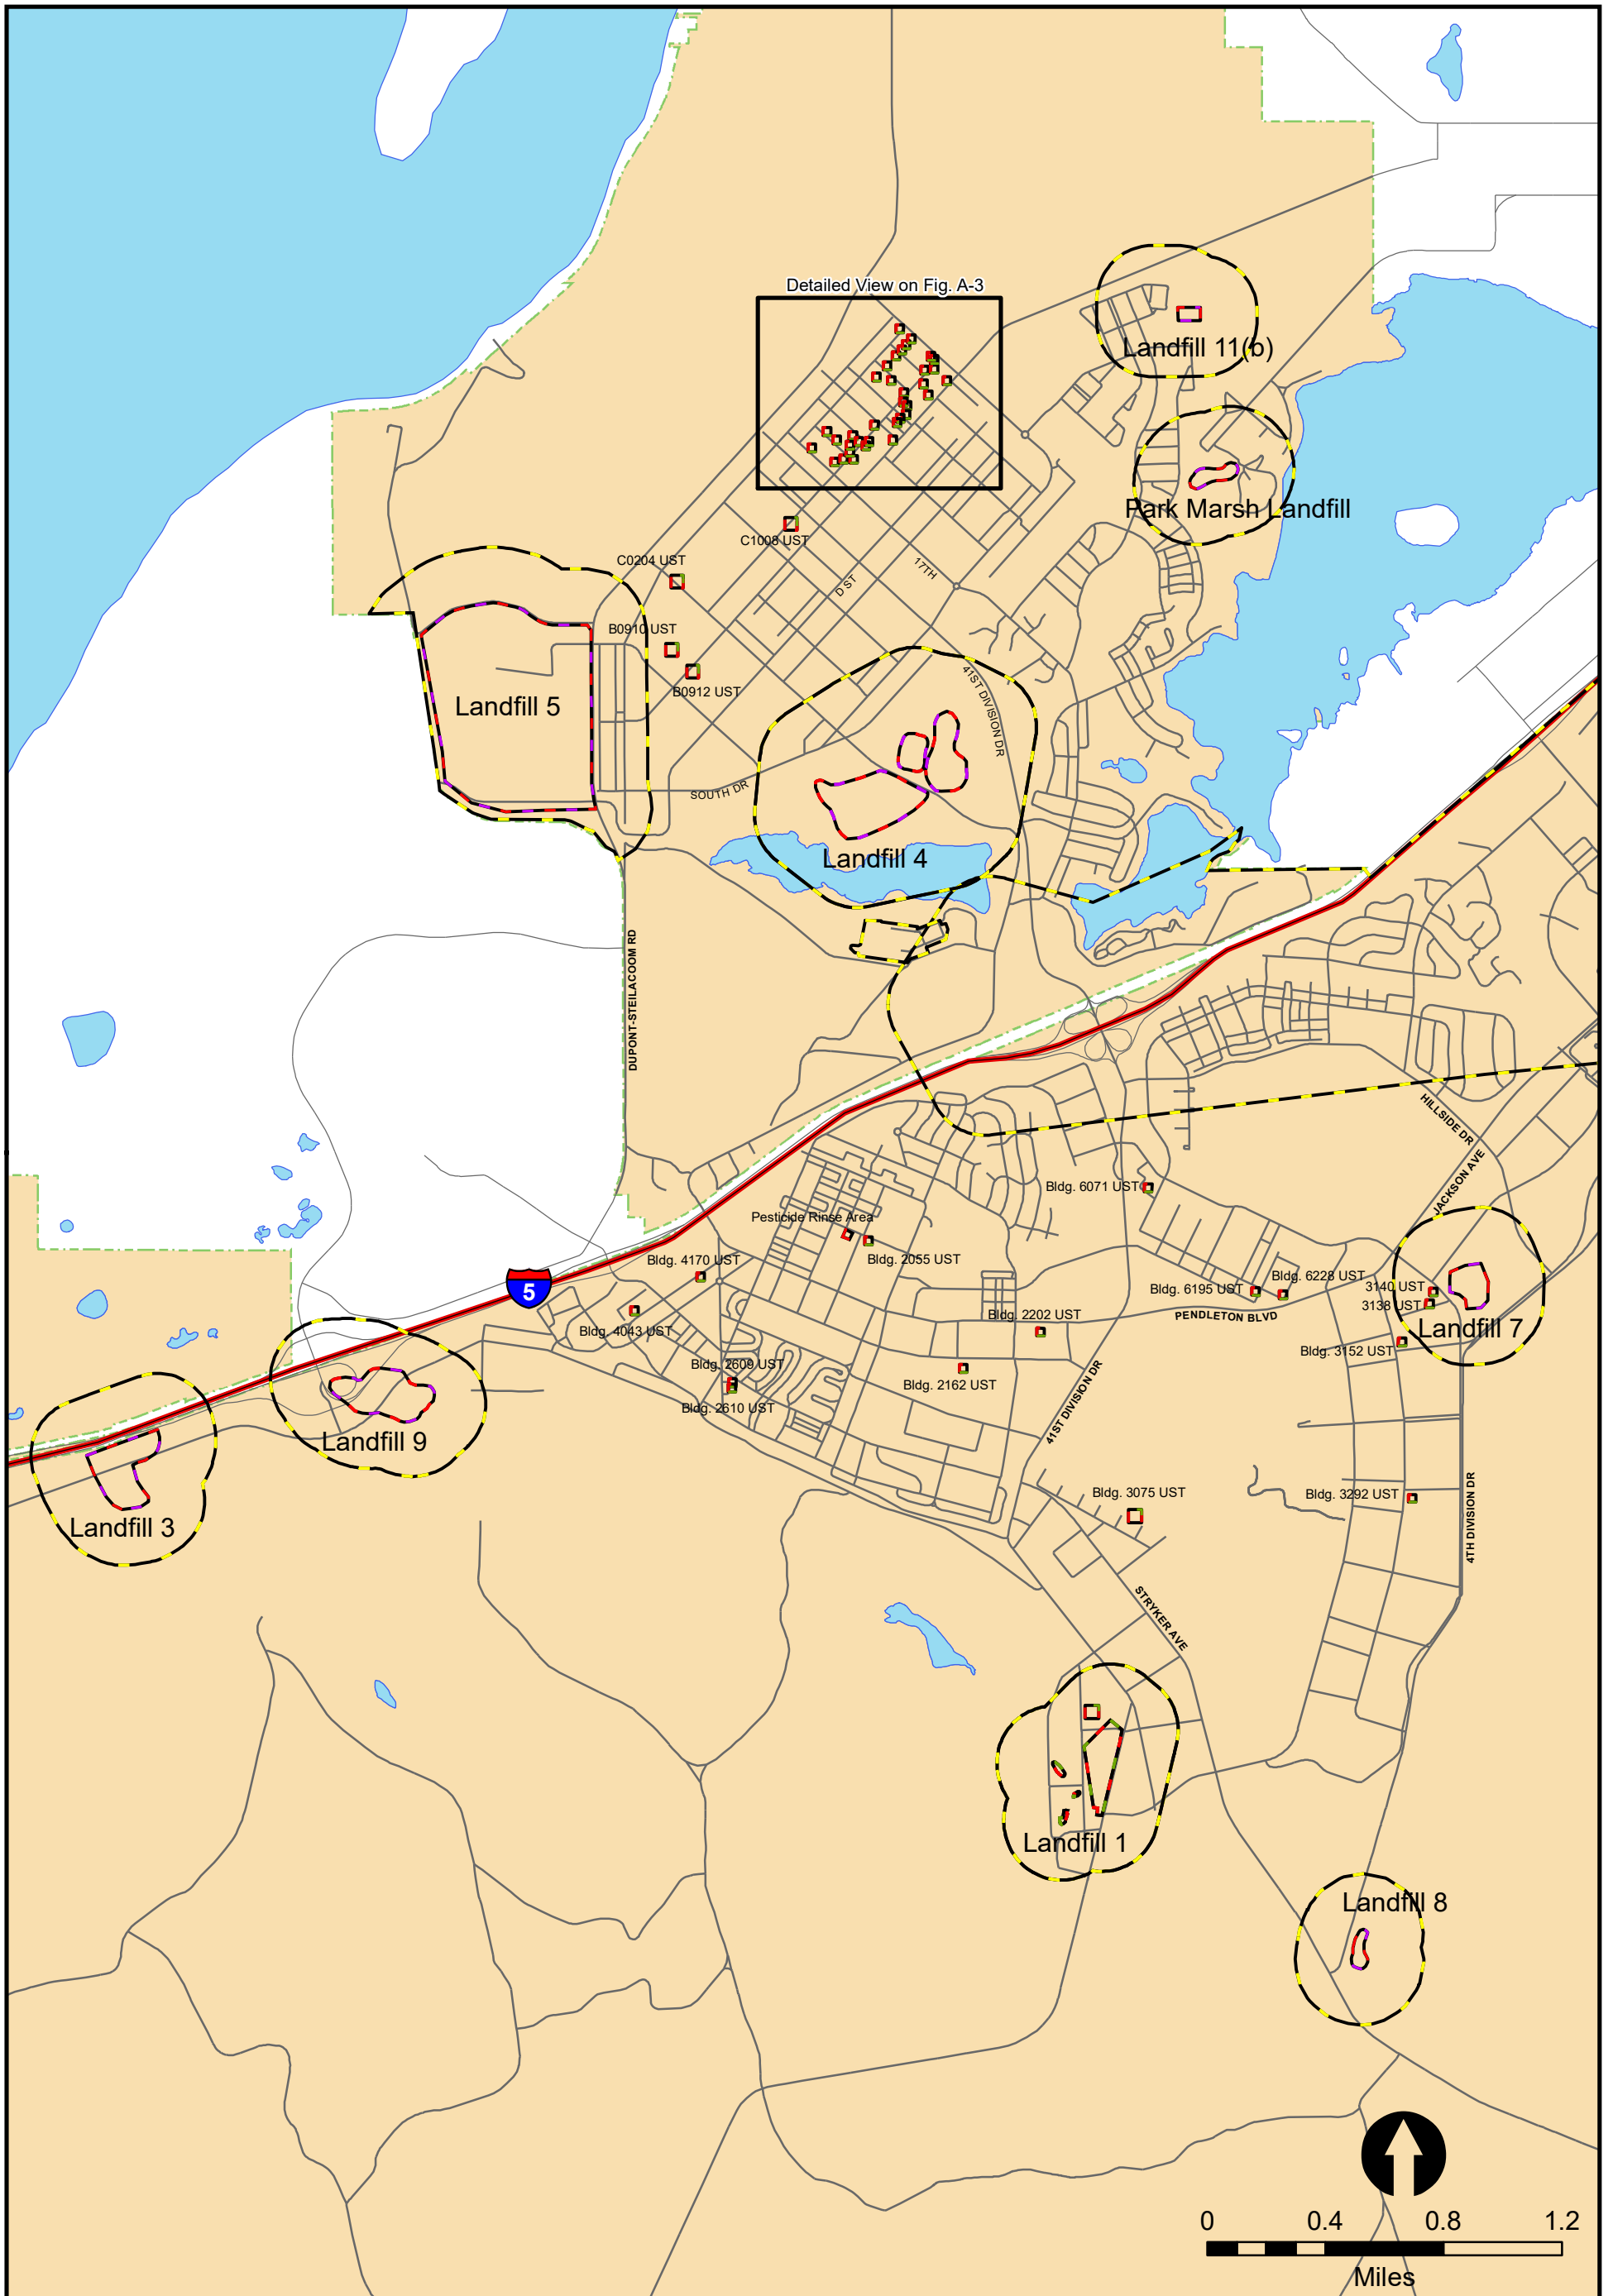 Detailed View on Fig. A-3
Landfill 11(b)
Park Marsh Landfill
C1008 UST
C0204 UST
17TH
D ST
B0910 UST
B0912 UST
41ST DIVISION DR
Landfill 5
SOUTH DR
Landfill 4
DUPONT-STEILACOOM RD
HILLSIDE DR
JACKSON AVE
Bldg. 6071 UST
Pesticide Rinse Area
Bldg. 2055 UST
Bldg. 4170 UST
5
Bldg. 6195 UST
Bldg. 6228 UST
3140 UST
3138 UST
PENDLETON BLVD
Bldg. 2202 UST
Landfill 7
Bldg. 4043 UST
Bldg. 3152 UST
Bldg. 2609 UST
Bldg. 2162 UST
Bldg. 2610 UST
41ST DIVISION DR
Landfill 9
Landfill 3
Bldg. 3075 UST
Bldg. 3292 UST
4TH DIVISION DR
STRYKER AVE
Landfill 1
Landfill 8
0 0.4 0.8 1.2
Miles